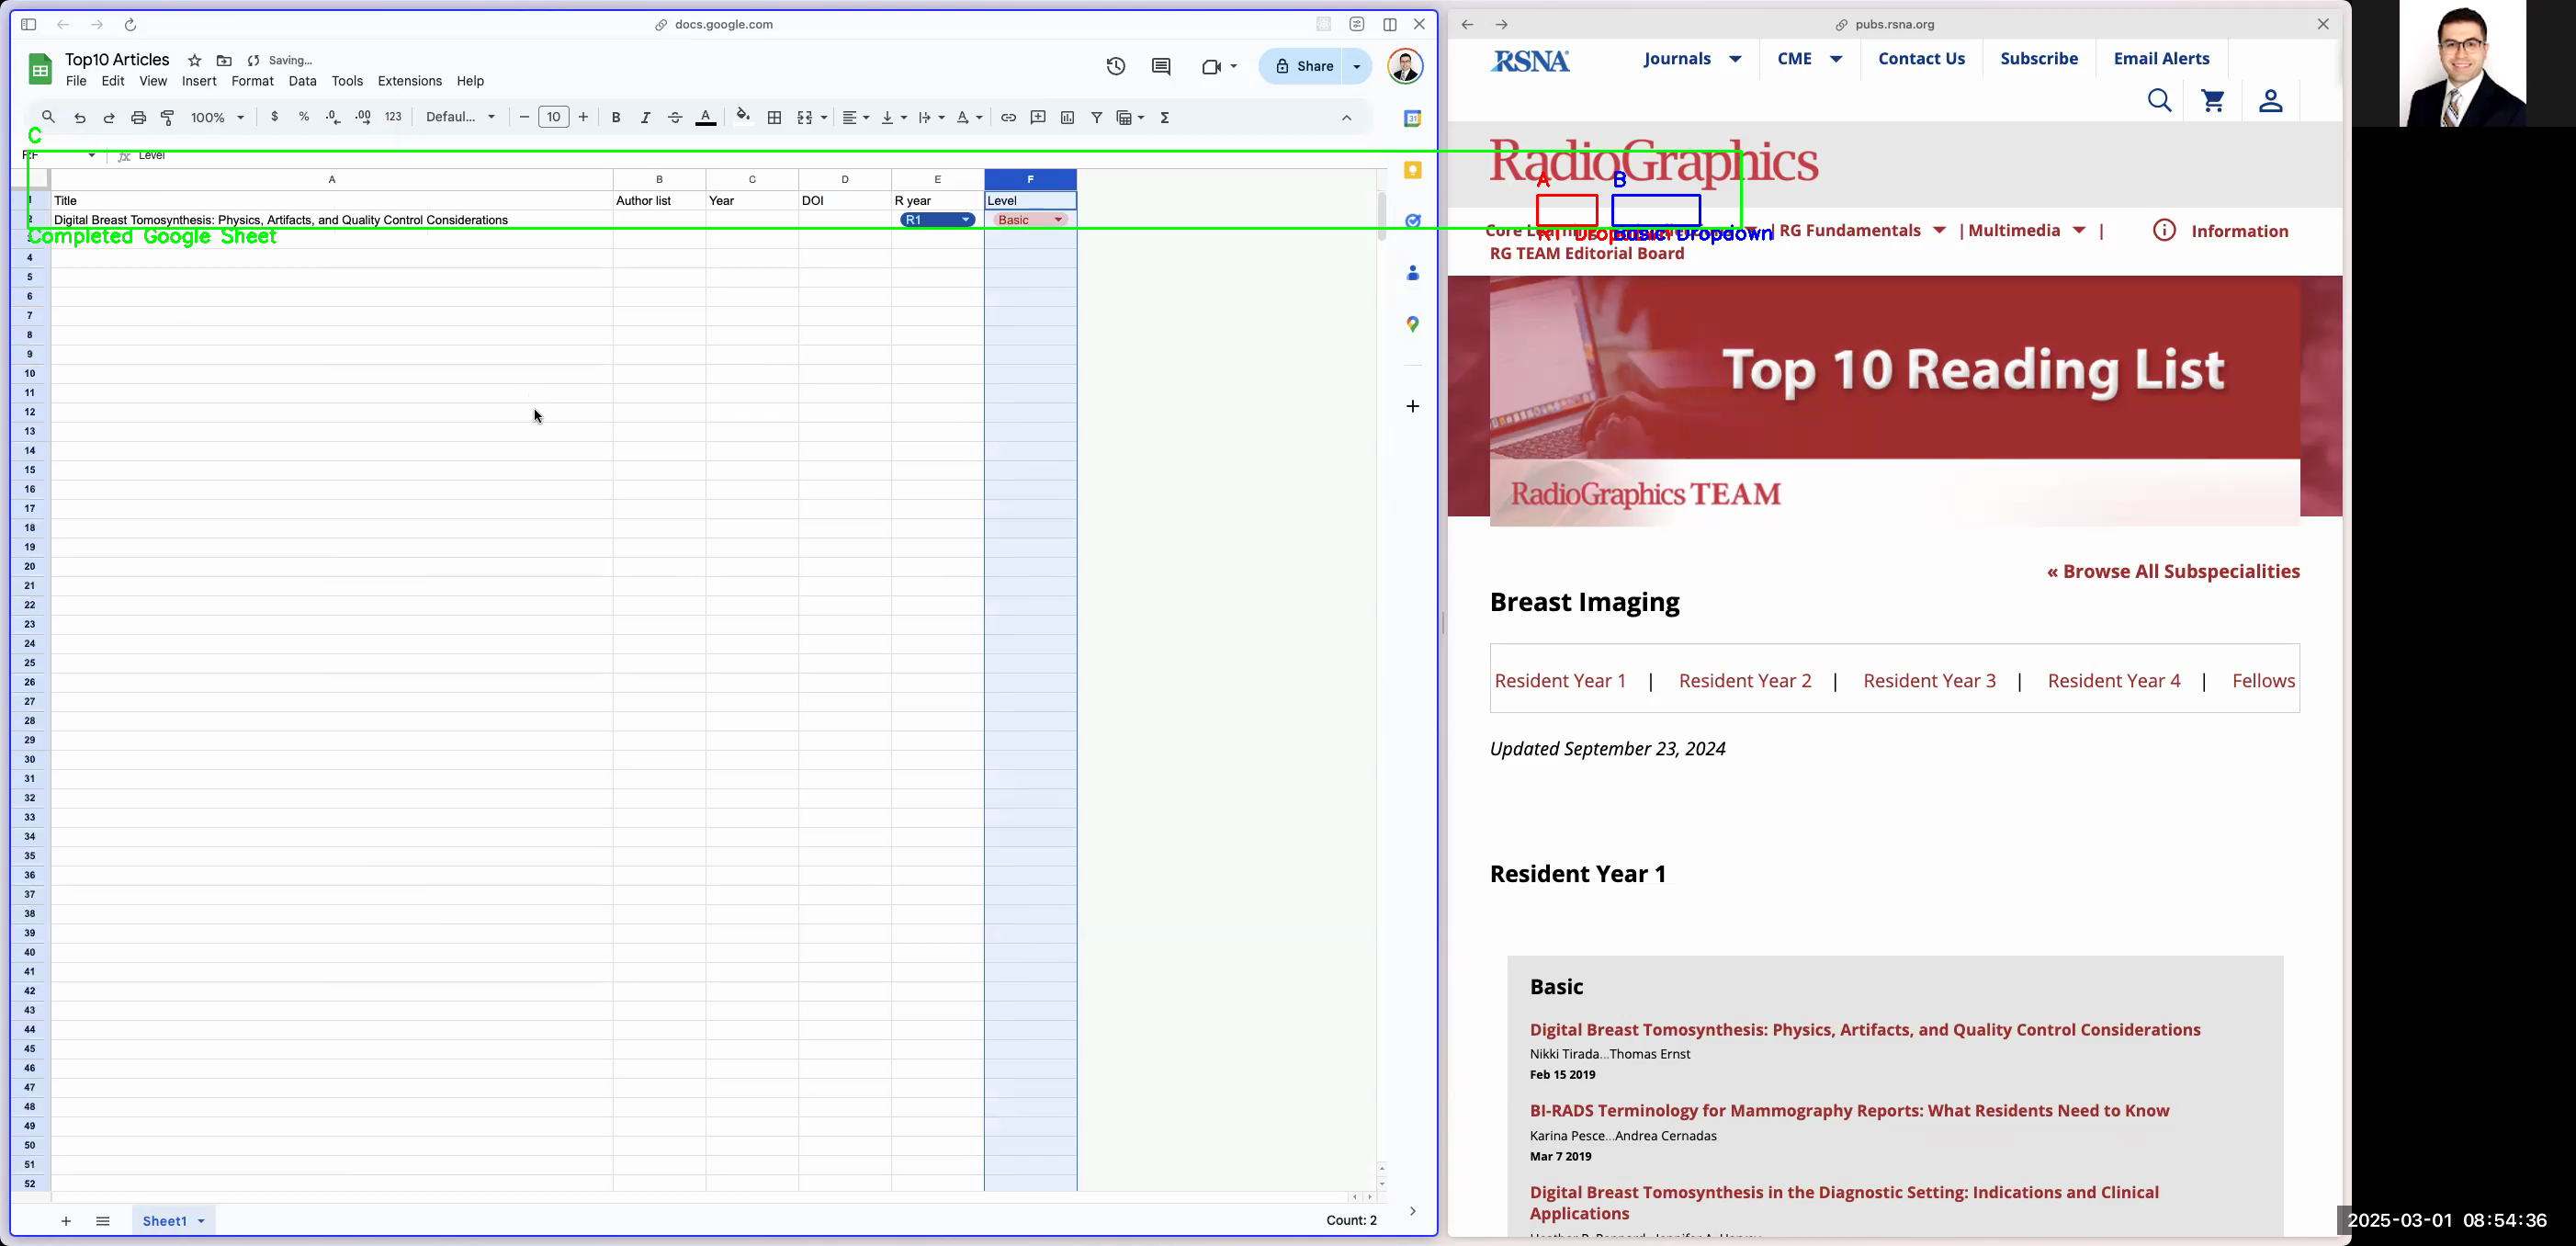 docs.google.com
Top10 Articles
Saving...
File Edit View Insert Format Data Tools Extensions Help
Share
100% $ % .0 .00 123 Defaul... 10 B I S A
C
F:F fx Level
A B C D E F
1 Title Author list Year DOI R year Level
2 Digital Breast Tomosynthesis: Physics, Artifacts, and Quality Control Considerations R1 Basic
Completed Google Sheet
3
4
5
6
7
8
9
10
11
12
13
14
15
16
17
18
19
20
21
22
23
24
25
26
27
28
29
30
31
32
33
34
35
36
37
38
39
40
41
42
43
44
45
46
47
48
49
50
51
52
Sheet1
Count: 2
pubs.rsna.org
RSNA Journals CME Contact Us Subscribe Email Alerts
RadioGraphics
A B
Dropdown
| RG Fundamentals | Multimedia | Information
RG TEAM Editorial Board
Top 10 Reading List
RadioGraphics TEAM
« Browse All Subspecialities
Breast Imaging
Resident Year 1 | Resident Year 2 | Resident Year 3 | Resident Year 4 | Fellows
Updated September 23, 2024
Resident Year 1
Basic
Digital Breast Tomosynthesis: Physics, Artifacts, and Quality Control Considerations
Nikki Tirada...Thomas Ernst
Feb 15 2019
BI-RADS Terminology for Mammography Reports: What Residents Need to Know
Karina Pesce...Andrea Cernadas
Mar 7 2019
Digital Breast Tomosynthesis in the Diagnostic Setting: Indications and Clinical
Applications
2025-03-01 08:54:36